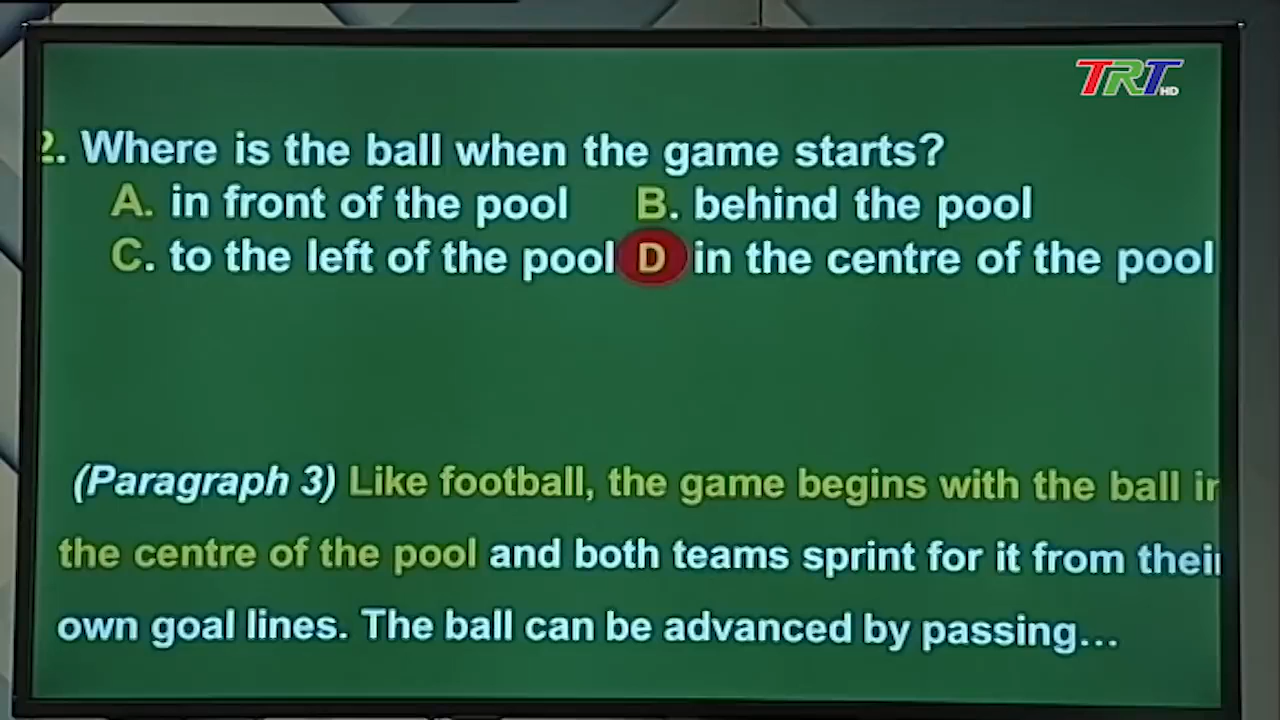 TRT HD
2. Where is the ball when the game starts?
A. in front of the pool B. behind the pool
C. to the left of the pool D in the centre of the pool
(Paragraph 3) Like football, the game begins with the ball in
the centre of the pool and both teams sprint for it from their
own goal lines. The ball can be advanced by passing...